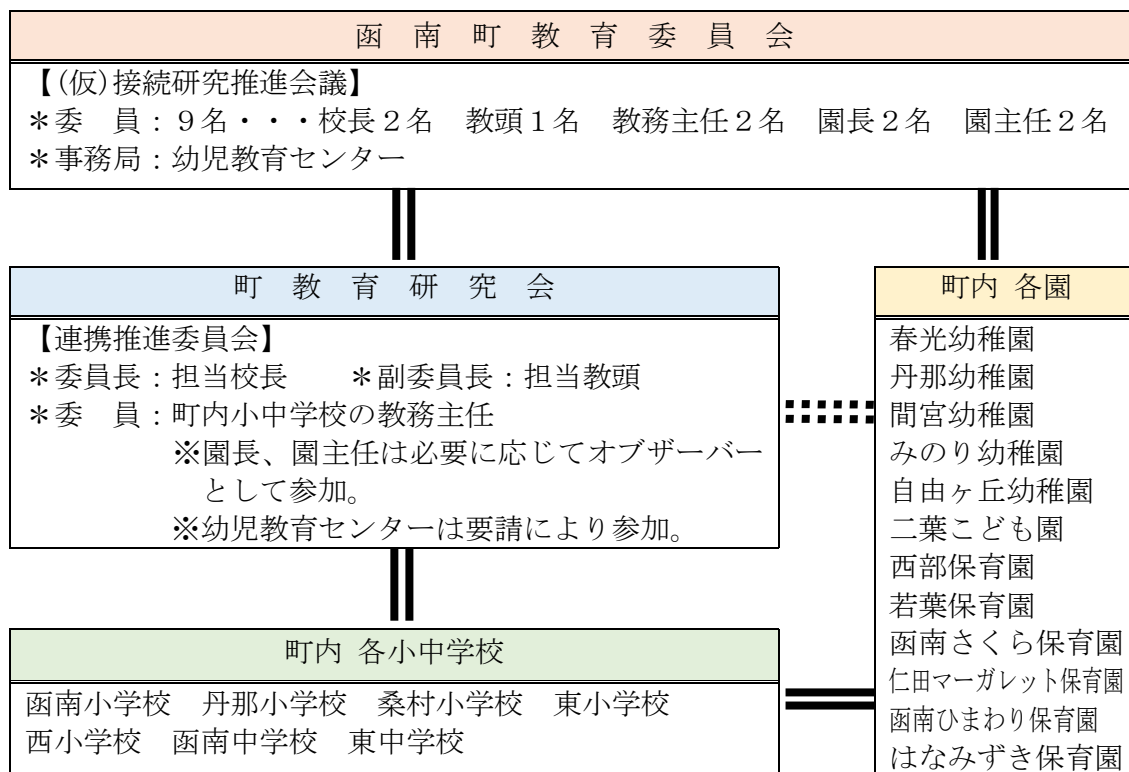 函南町教育委員会
【(仮)接続研究推進会議】
＊委　員：９名・・・校長２名　教頭１名　教務主任２名　園長２名　園主任２名
＊事務局：幼児教育センター
町教育研究会
【連携推進委員会】
＊委員長：担当校長　　＊副委員長：担当教頭
＊委　員：町内小中学校の教務主任
※園長、園主任は必要に応じてオブザーバー
として参加。
※幼児教育センターは要請により参加。
町内 各園
春光幼稚園
丹那幼稚園
間宮幼稚園
みのり幼稚園
自由ヶ丘幼稚園
二葉こども園
西部保育園
若葉保育園
函南さくら保育園
仁田マーガレット保育園
函南ひまわり保育園
はなみずき保育園
町内 各小中学校
函南小学校　丹那小学校　桑村小学校　東小学校
西小学校　函南中学校　東中学校